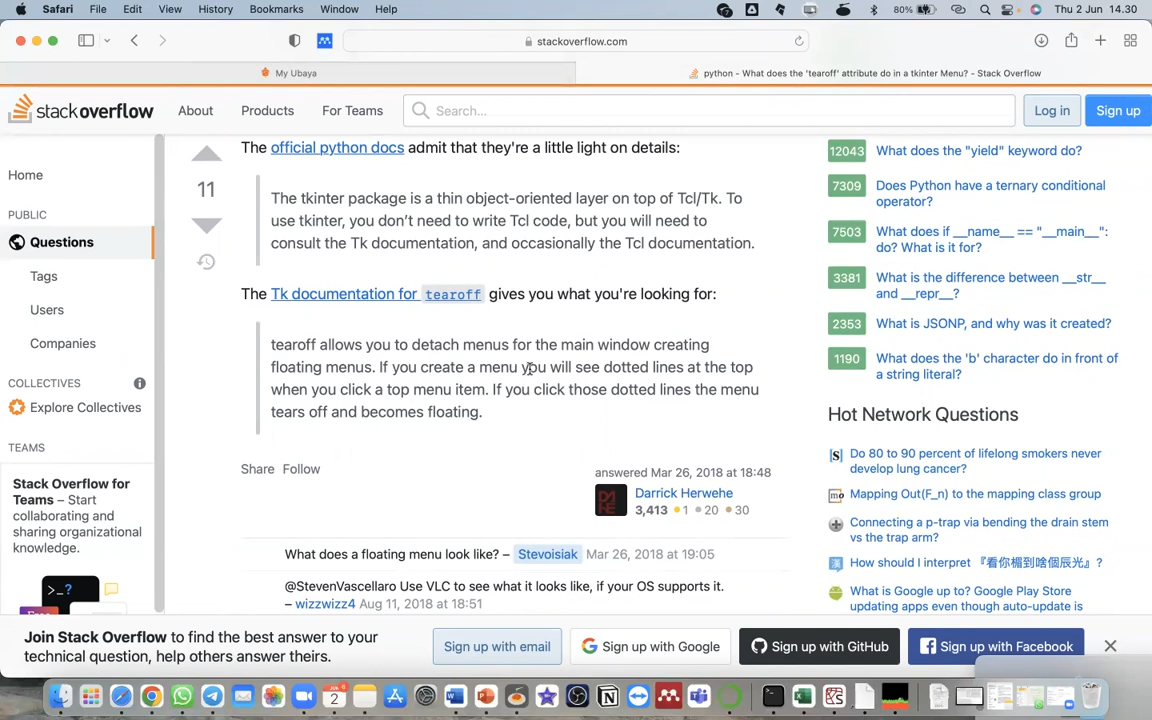 Safari File Edit View History Bookmarks Window Help 80% Thu 2 Jun 14.30
stackoverflow.com
My Ubaya
python - What does the 'tearoff' attribute do in a tkinter Menu? - Stack Overflow
stackoverflow About Products For Teams Search... Log in Sign up
Home
PUBLIC
Questions
Tags
Users
Companies
COLLECTIVES
Explore Collectives
TEAMS
Stack Overflow for
Teams – Start
collaborating and
sharing organizational
knowledge.
>_?
Free
11
The official python docs admit that they're a little light on details:
The tkinter package is a thin object-oriented layer on top of Tcl/Tk. To
use tkinter, you don't need to write Tcl code, but you will need to
consult the Tk documentation, and occasionally the Tcl documentation.
The Tk documentation for tearoff gives you what you're looking for:
tearoff allows you to detach menus for the main window creating
floating menus. If you create a menu you will see dotted lines at the top
when you click a top menu item. If you click those dotted lines the menu
tears off and becomes floating.
Share Follow
answered Mar 26, 2018 at 18:48
Darrick Herwehe
3,413 1 20 30
What does a floating menu look like? – Stevoisiak Mar 26, 2018 at 19:05
@StevenVascellaro Use VLC to see what it looks like, if your OS supports it.
– wizzwizz4 Aug 11, 2018 at 18:51
12043 What does the "yield" keyword do?
7309 Does Python have a ternary conditional
operator?
7503 What does if __name__ == "__main__":
do? What is it for?
3381 What is the difference between __str__
and __repr__?
2353 What is JSONP, and why was it created?
1190 What does the 'b' character do in front of
a string literal?
Hot Network Questions
Do 80 to 90 percent of lifelong smokers never
develop lung cancer?
Mapping Out(F_n) to the mapping class group
Connecting a p-trap via bending the drain stem
vs the trap arm?
How should I interpret 『看你楣到啥個辰光』?
What is Google up to? Google Play Store
updating apps even though auto-update is
Join Stack Overflow to find the best answer to your
technical question, help others answer theirs.
Sign up with email Sign up with Google Sign up with GitHub Sign up with Facebook